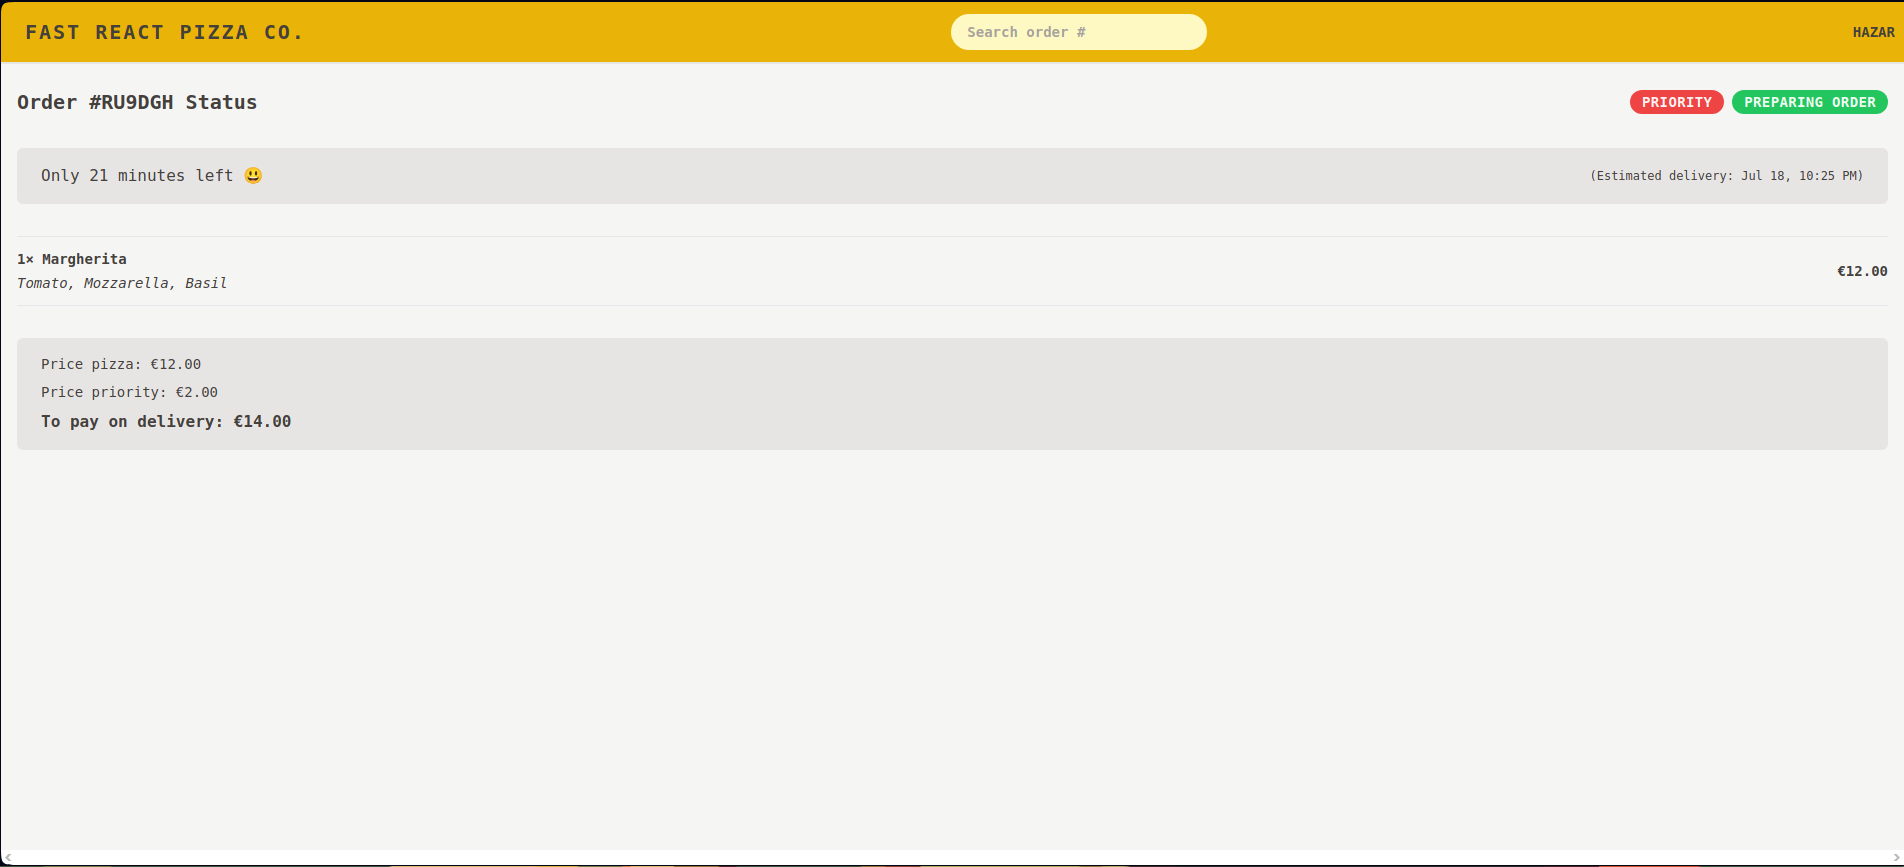 FAST REACT PIZZA CO.
Search order #
HAZAR
Order #RU9DGH Status
PRIORITY
PREPARING ORDER
Only 21 minutes left 😃
(Estimated delivery: Jul 18, 10:25 PM)
1× Margherita
Tomato, Mozzarella, Basil
€12.00
Price pizza: €12.00
Price priority: €2.00
To pay on delivery: €14.00